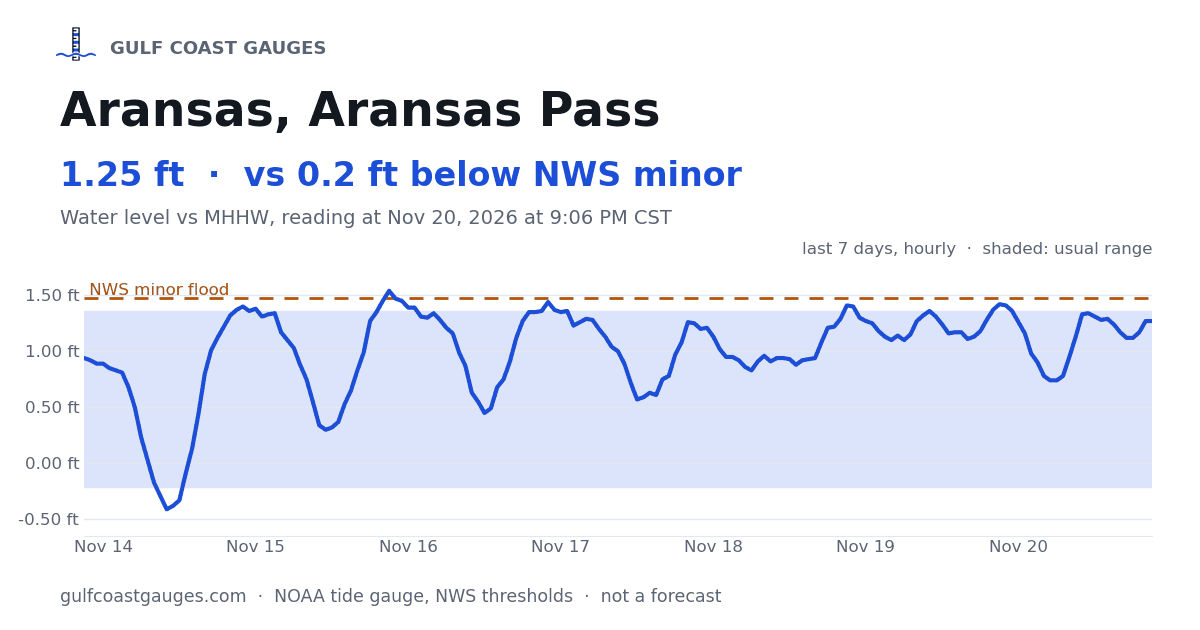 GULF COAST GAUGES
Aransas, Aransas Pass
1.25 ft · vs 0.2 ft below NWS minor
Water level vs MHHW, reading at Nov 20, 2026 at 9:06 PM CST
last 7 days, hourly · shaded: usual range
NWS minor flood
1.50 ft
1.00 ft
0.50 ft
0.00 ft
-0.50 ft
Nov 14 Nov 15 Nov 16 Nov 17 Nov 18 Nov 19 Nov 20
gulfcoastgauges.com · NOAA tide gauge, NWS thresholds · not a forecast